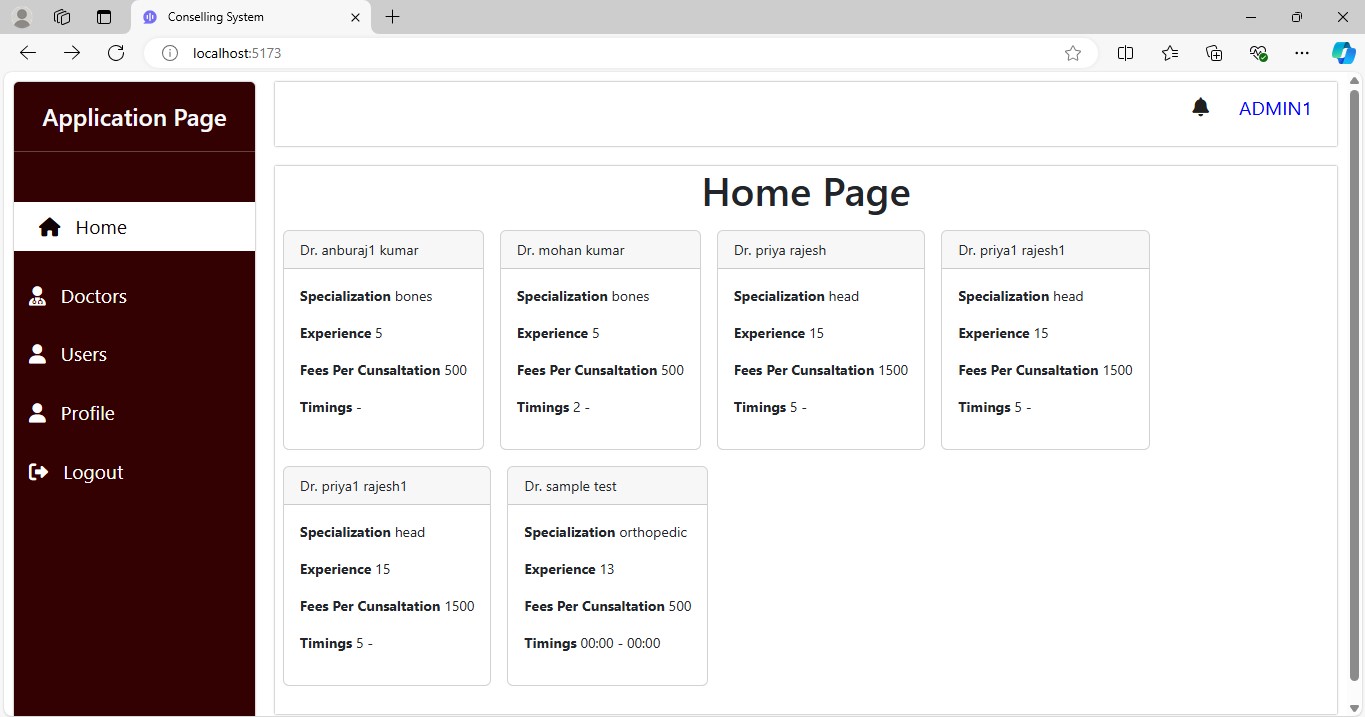 Conselling System
localhost:5173
Application Page
ADMIN1
Home
Doctors
Users
Profile
Logout
Home Page
Dr. anburaj1 kumar
Specialization bones
Experience 5
Fees Per Cunsaltation 500
Timings -
Dr. mohan kumar
Specialization bones
Experience 5
Fees Per Cunsaltation 500
Timings 2 -
Dr. priya rajesh
Specialization head
Experience 15
Fees Per Cunsaltation 1500
Timings 5 -
Dr. priya1 rajesh1
Specialization head
Experience 15
Fees Per Cunsaltation 1500
Timings 5 -
Dr. priya1 rajesh1
Specialization head
Experience 15
Fees Per Cunsaltation 1500
Timings 5 -
Dr. sample test
Specialization orthopedic
Experience 13
Fees Per Cunsaltation 500
Timings 00:00 - 00:00